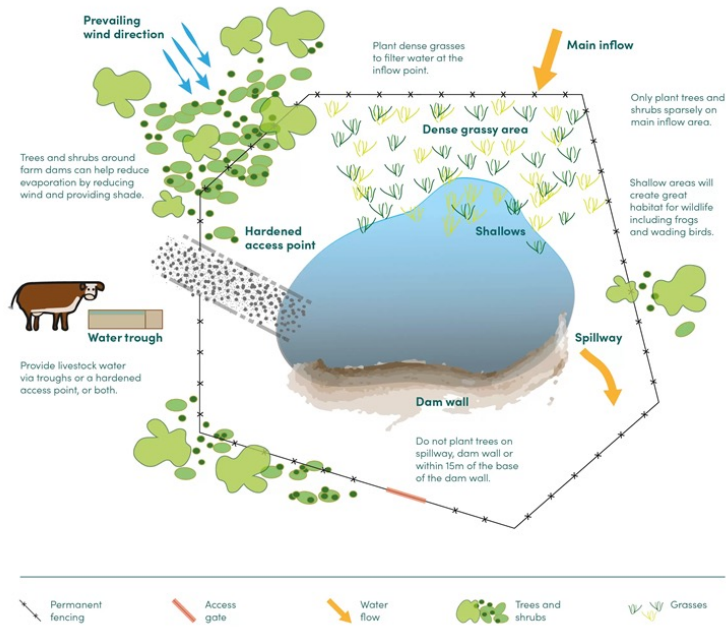 Prevailing
wind direction
Plant dense grasses
to filter water at the
inflow point.
Main inflow
Only plant trees and
shrubs sparsely on
main inflow area.
Dense grassy area
Trees and shrubs around
farm dams can help reduce
evaporation by reducing
wind and providing shade.
Shallow areas will
create great
habitat for wildlife
including frogs
and wading birds.
Hardened
access point
Shallows
Water trough
Spillway
Provide livestock water
via troughs or a hardened
access point, or both.
Dam wall
Do not plant trees on
spillway, dam wall or
within 15m of the base
of the dam wall.
Permanent
fencing
Access
gate
Water
flow
Trees and
shrubs
Grasses